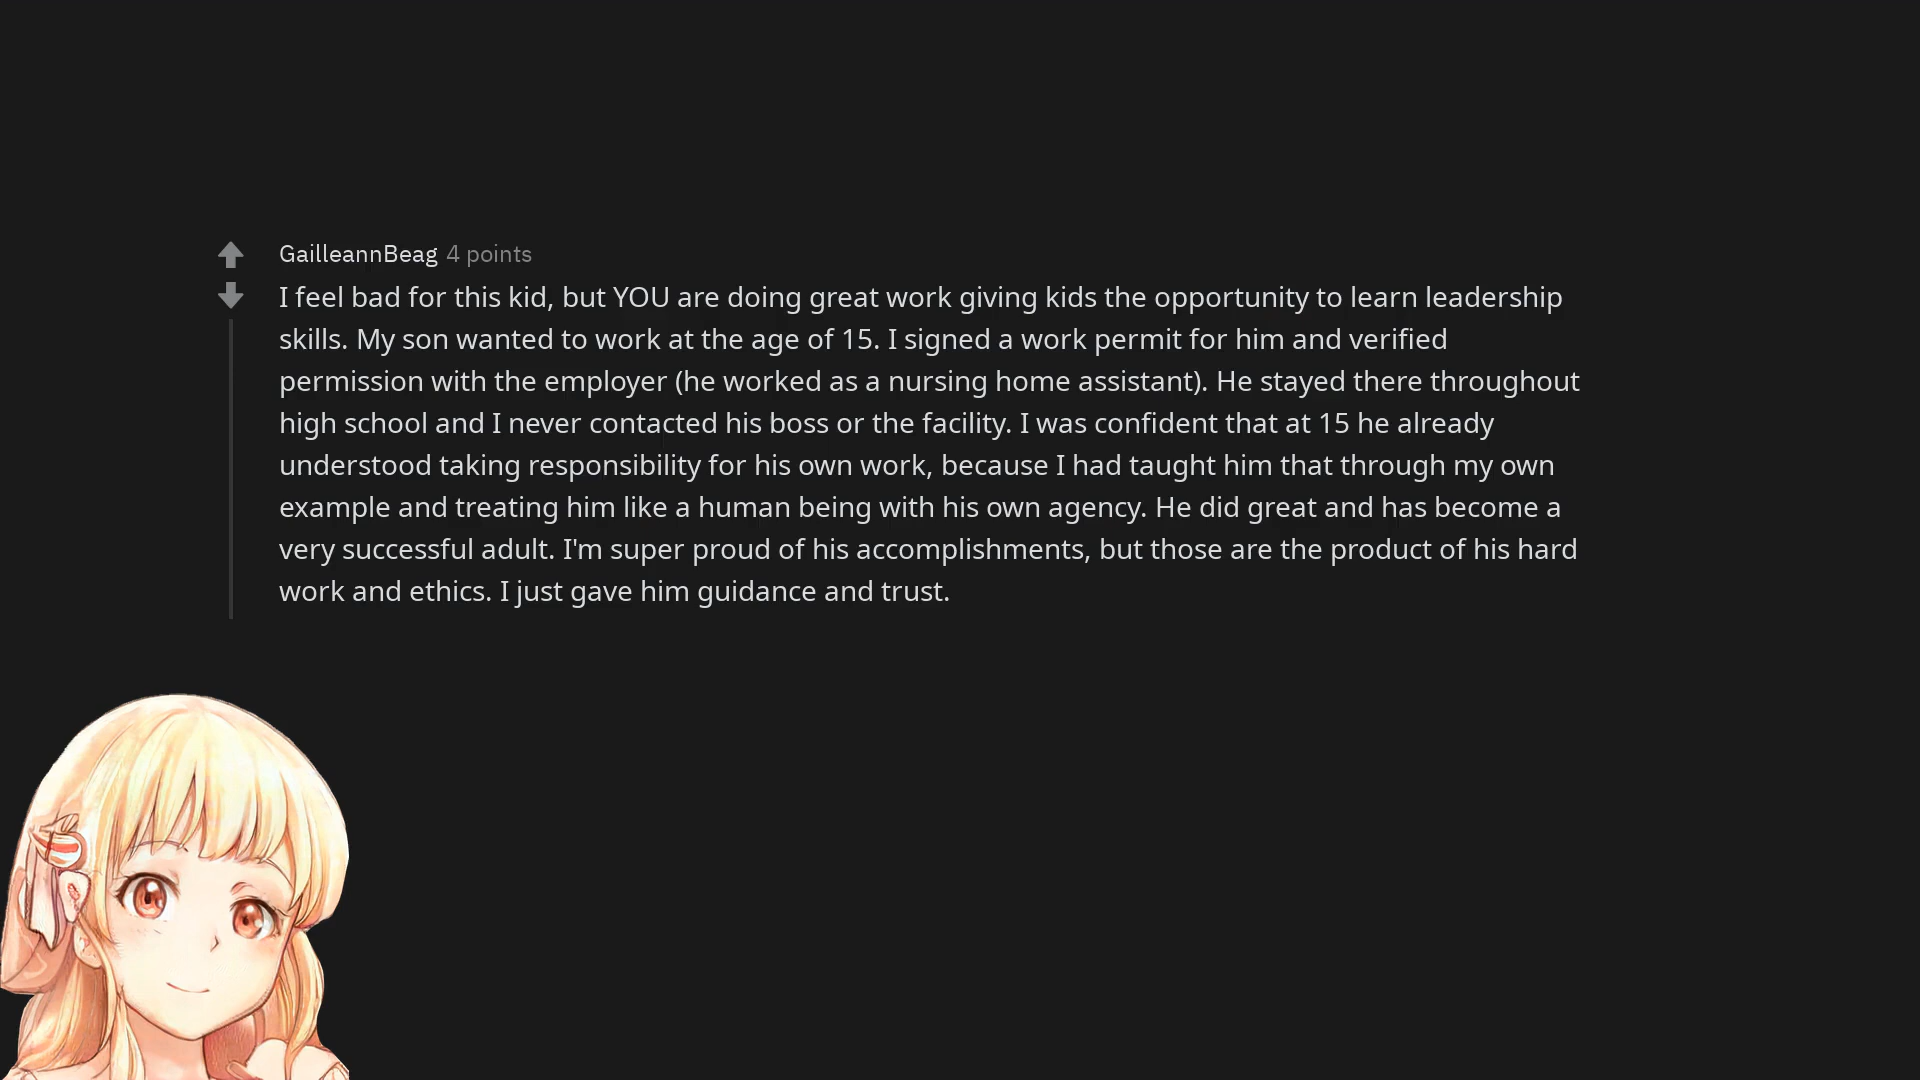 GailleannBeag 4 points
I feel bad for this kid, but YOU are doing great work giving kids the opportunity to learn leadership
skills. My son wanted to work at the age of 15. I signed a work permit for him and verified
permission with the employer (he worked as a nursing home assistant). He stayed there throughout
high school and I never contacted his boss or the facility. I was confident that at 15 he already
understood taking responsibility for his own work, because I had taught him that through my own
example and treating him like a human being with his own agency. He did great and has become a
very successful adult. I'm super proud of his accomplishments, but those are the product of his hard
work and ethics. I just gave him guidance and trust.